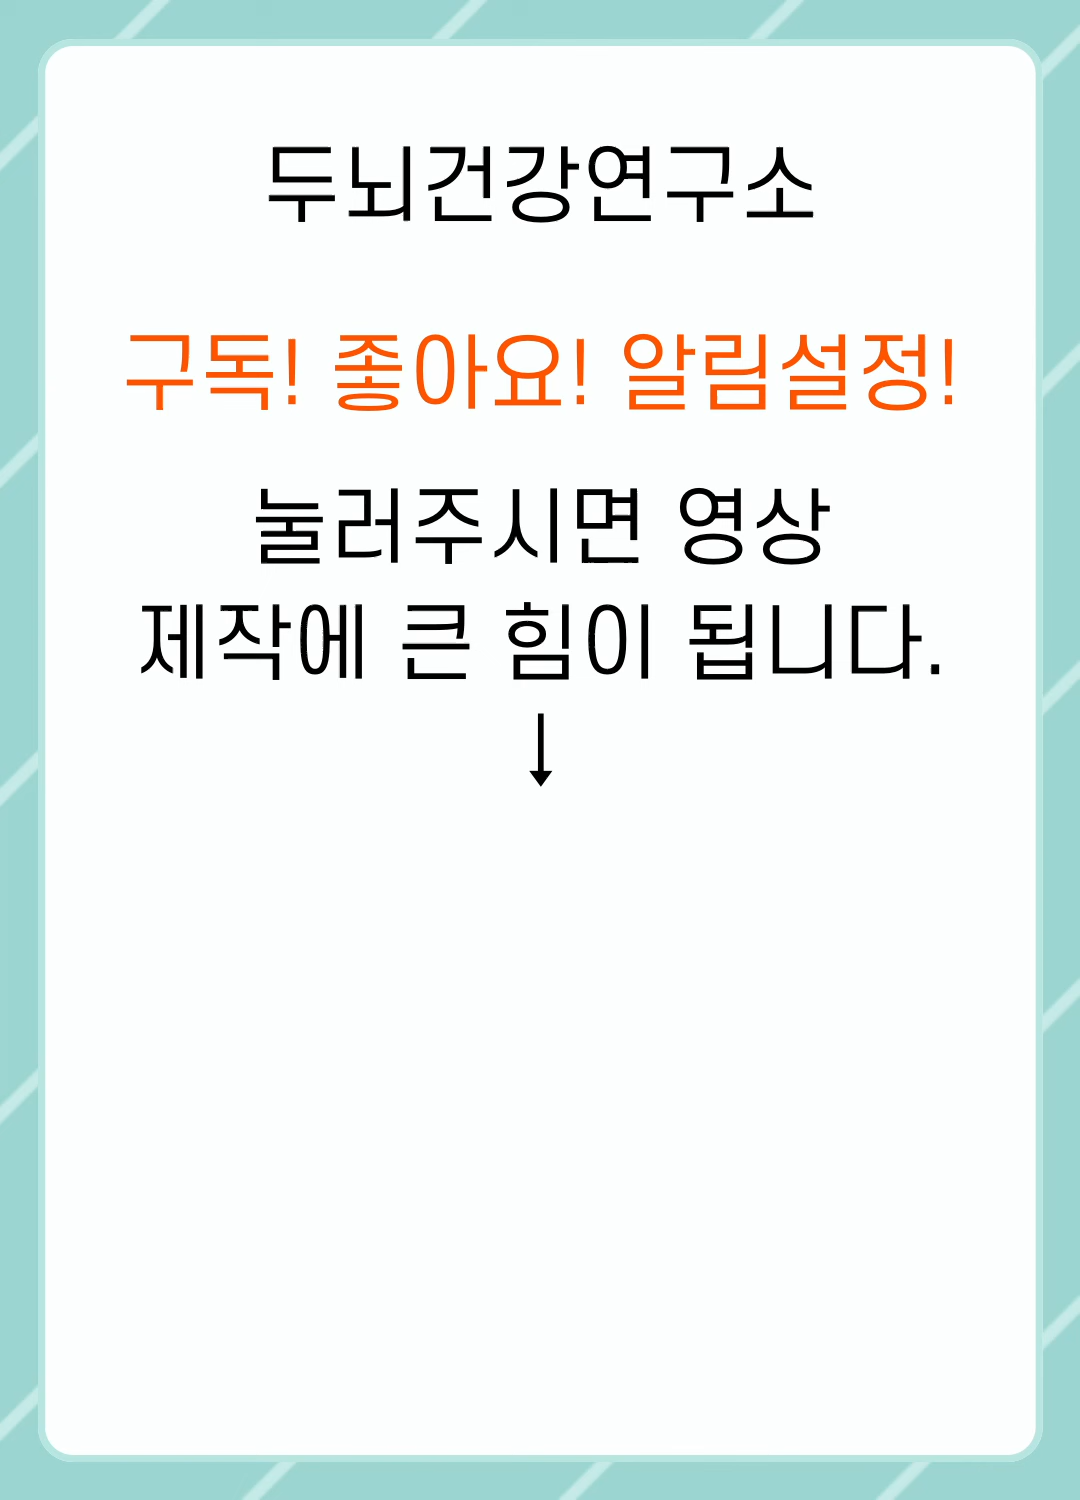 두뇌건강연구소
구독! 좋아요! 알림설정!
눌러주시면 영상
제작에 큰 힘이 됩니다.
↓